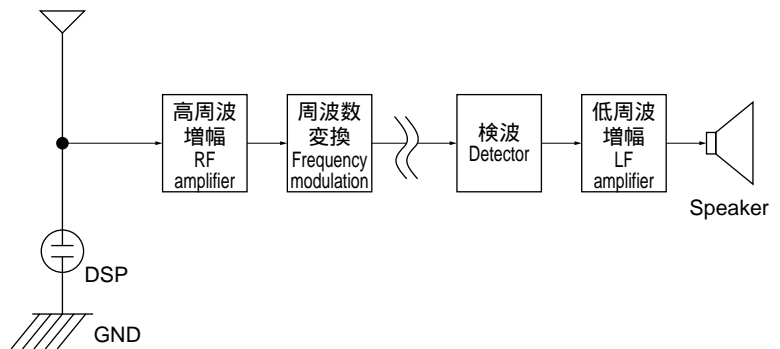 高周波
増幅
RF
amplifier
周波数
変換
Frequency
modulation
検波
Detector
低周波
増幅
LF
amplifier
Speaker
DSP
GND